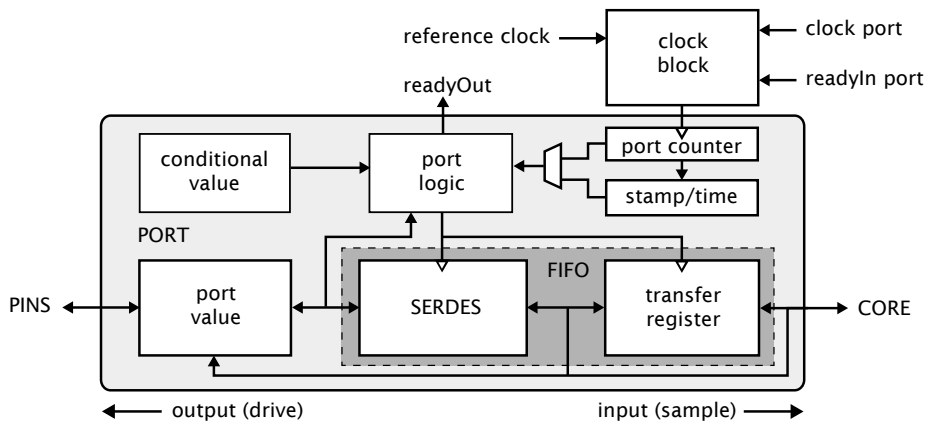 reference clock
clock
block
clock port
readyIn port
readyOut
conditional
value
port
logic
port counter
stamp/time
PORT
FIFO
PINS
port
value
SERDES
transfer
register
CORE
output (drive)
input (sample)